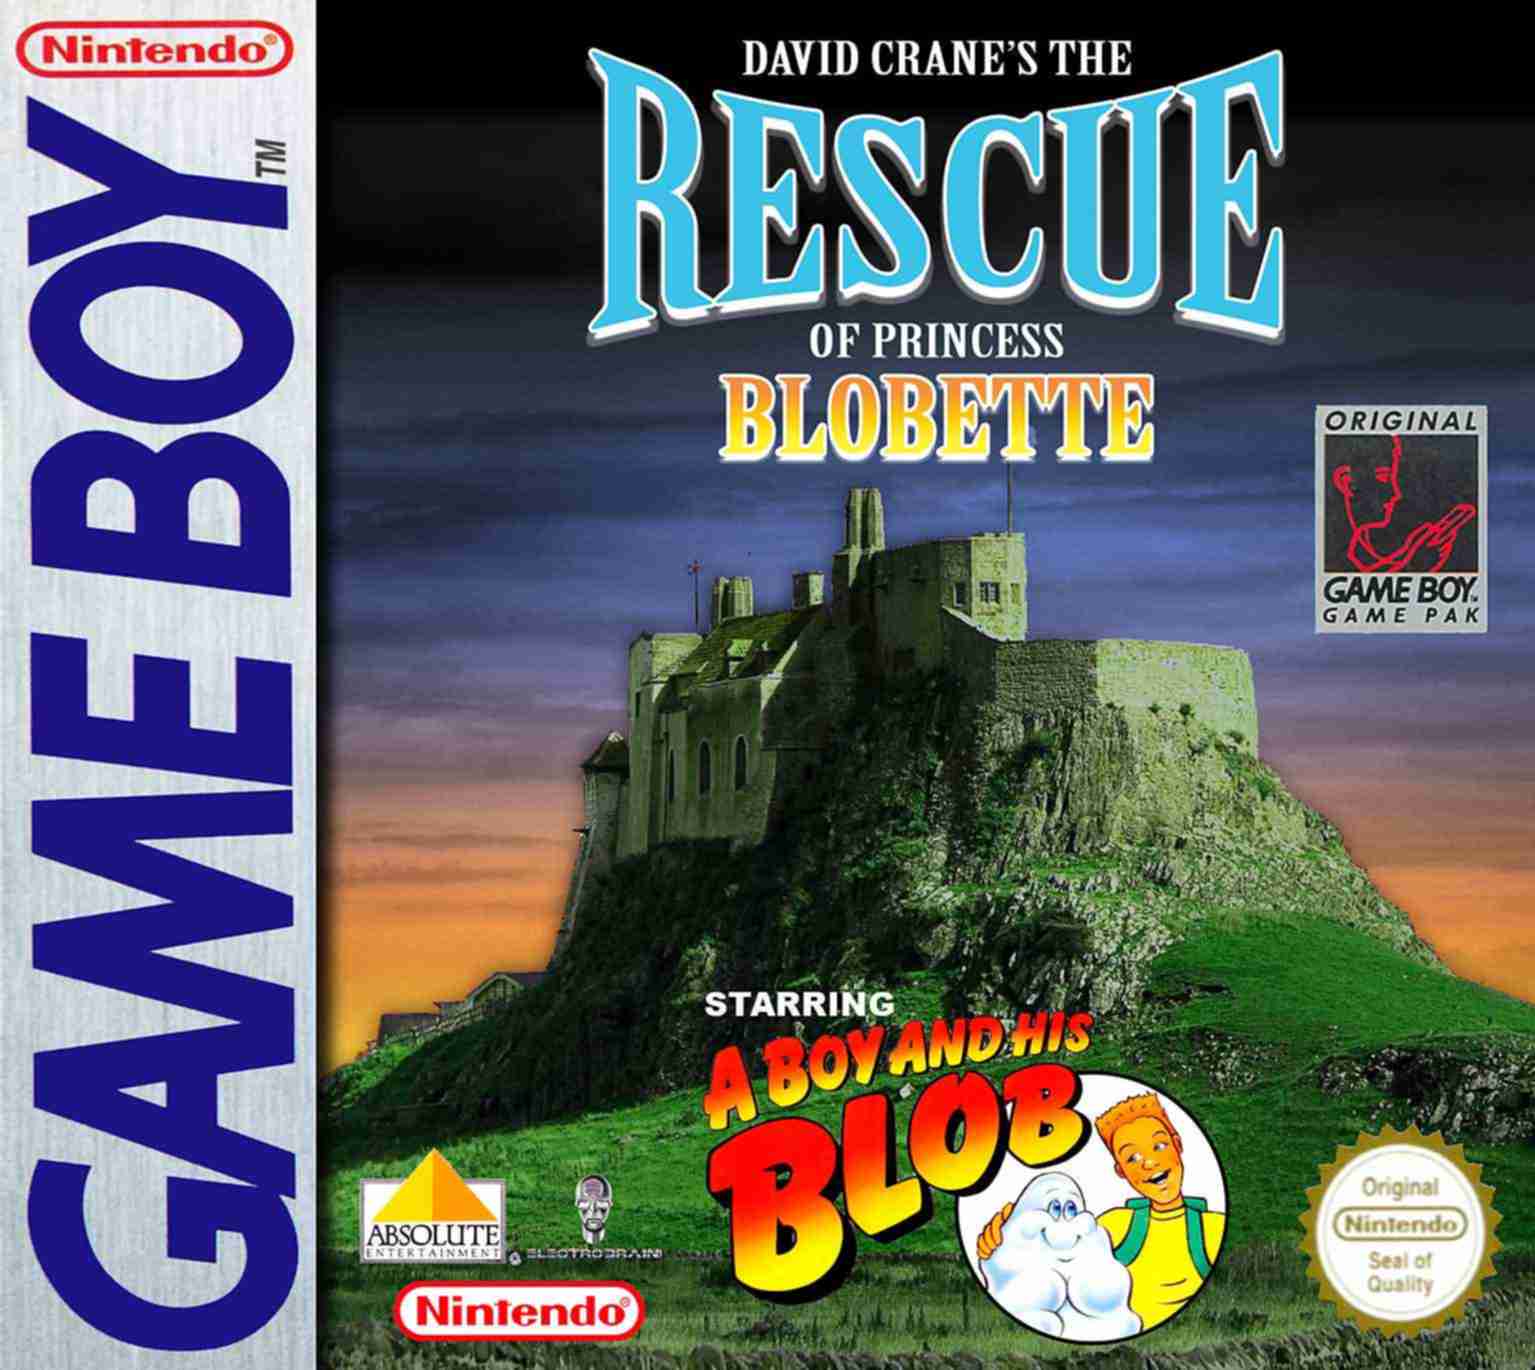 Nintendo®
GAME BOY
TM
DAVID CRANE'S THE
RESCUE
OF PRINCESS
BLOBETTE
ORIGINAL
GAME BOY™
GAME PAK
STARRING
A BOY AND HIS
BLOB
ABSOLUTE
ENTERTAINMENT
& ELECTROBRAIN
Nintendo®
Original
Nintendo
Seal of
Quality